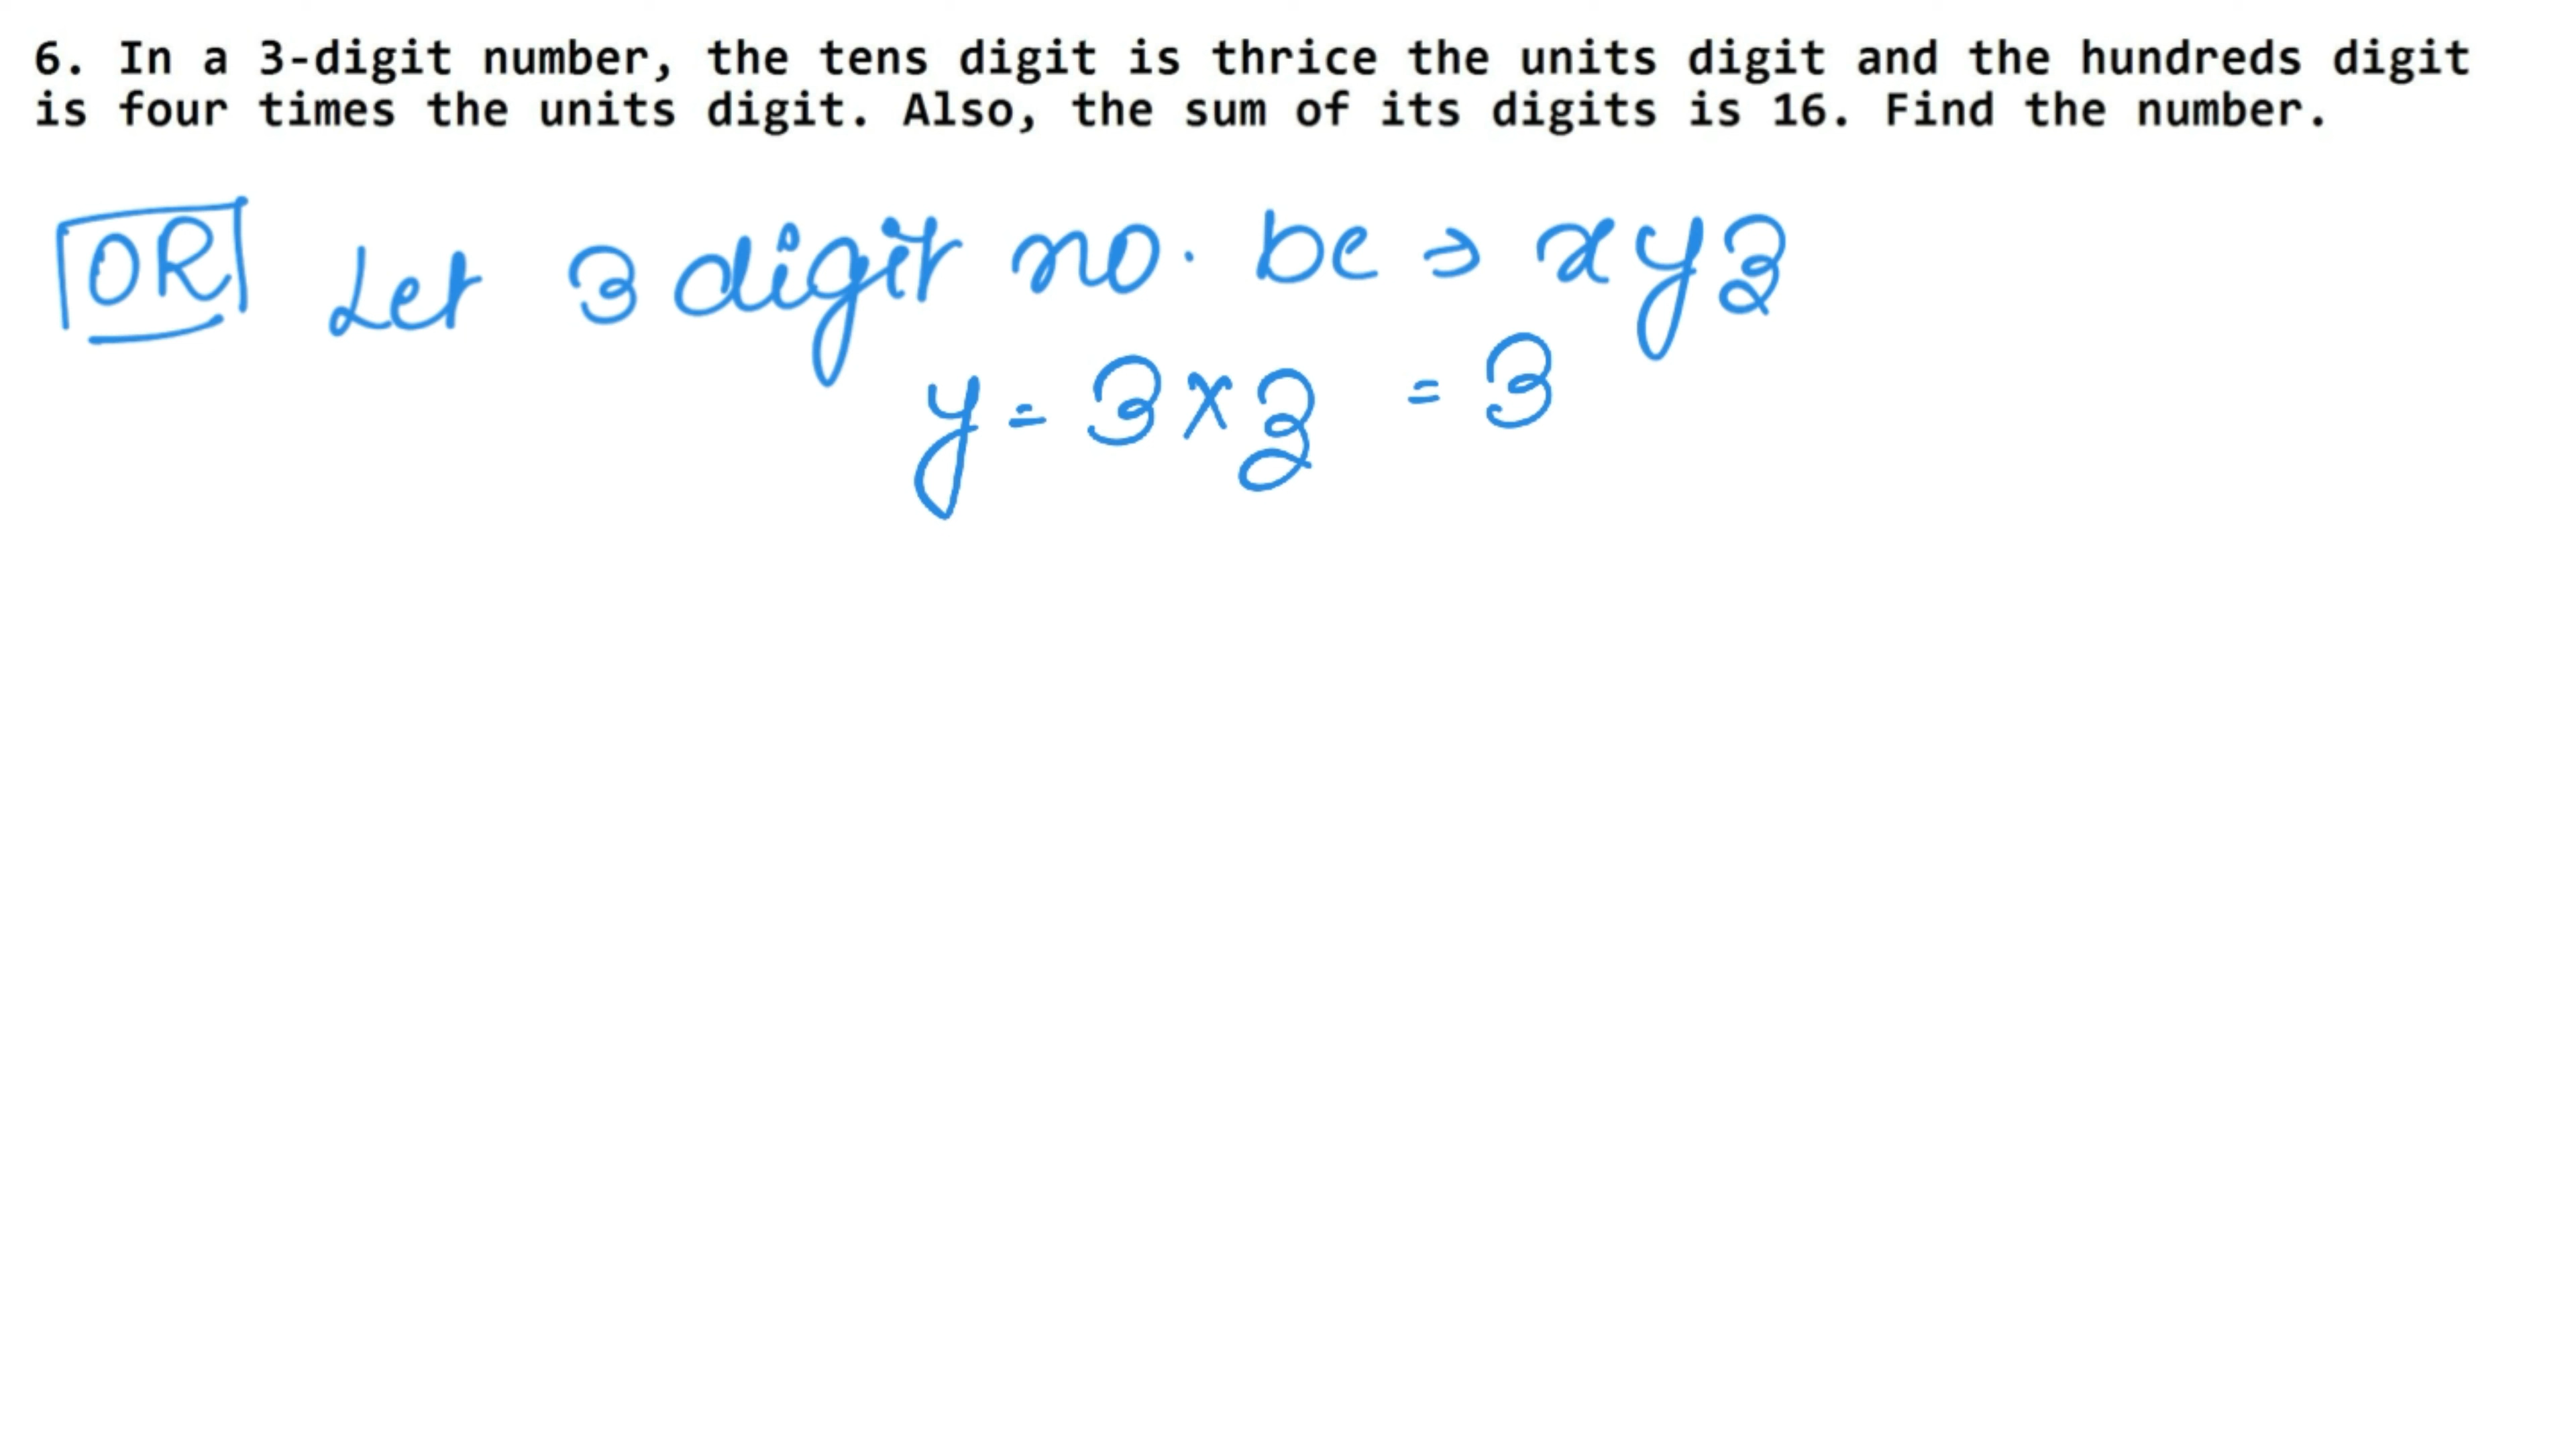 6. In a 3-digit number, the tens digit is thrice the units digit and the hundreds digit
is four times the units digit. Also, the sum of its digits is 16. Find the number.
OR Let 3 digit no. be ⇒ xyz
y = 3 × z = 3